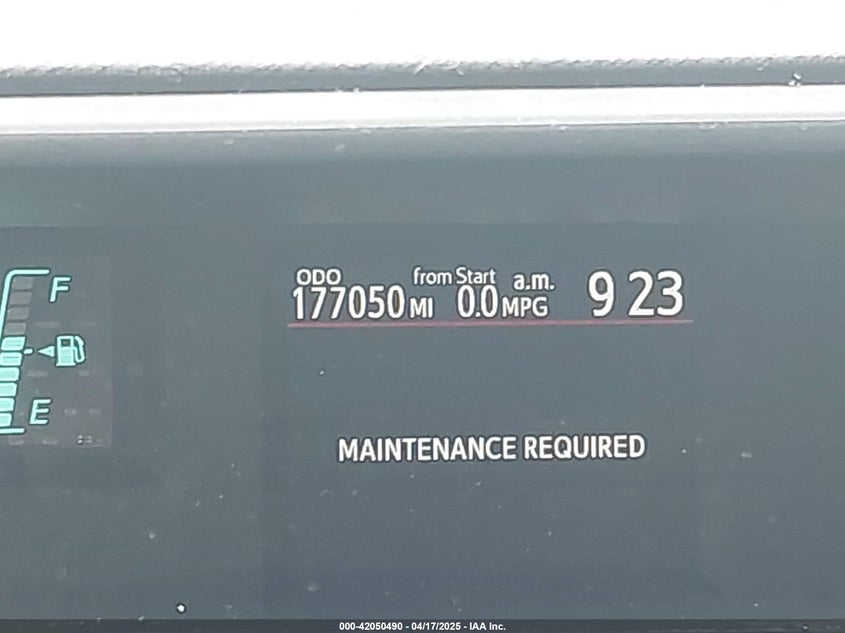 F
E
ODO from Start a.m.
177050 MI 0.0 MPG 9 23
MAINTENANCE REQUIRED
000-42050490 - 04/17/2025 - IAA Inc.